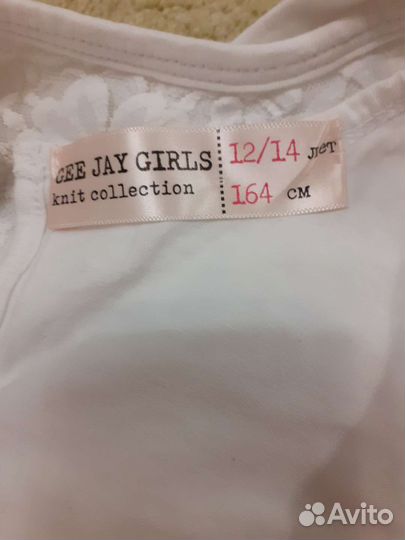 GEE JAY GIRLS
knit collection
12/14 лет
164 см
Avito